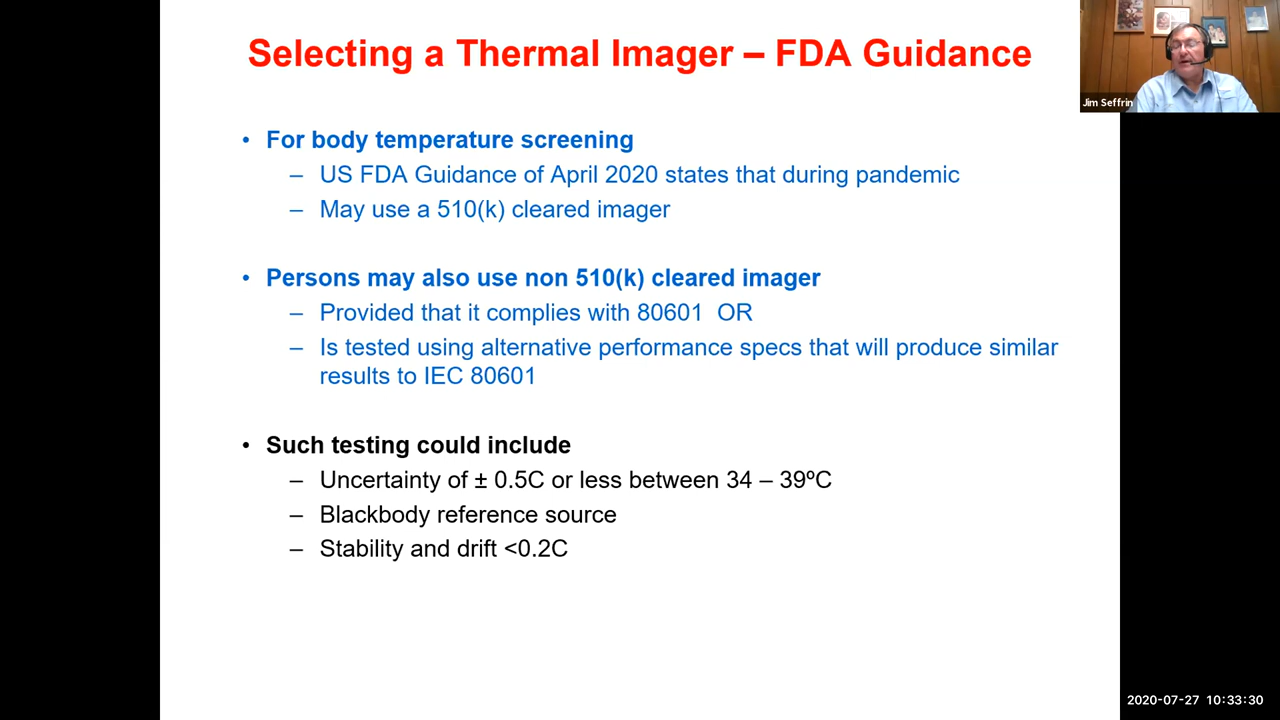 Selecting a Thermal Imager – FDA Guidance
Jim Seffrin
• For body temperature screening
– US FDA Guidance of April 2020 states that during pandemic
– May use a 510(k) cleared imager
• Persons may also use non 510(k) cleared imager
– Provided that it complies with 80601 OR
– Is tested using alternative performance specs that will produce similar
results to IEC 80601
• Such testing could include
– Uncertainty of ± 0.5C or less between 34 – 39ºC
– Blackbody reference source
– Stability and drift <0.2C
2020-07-27 10:33:30